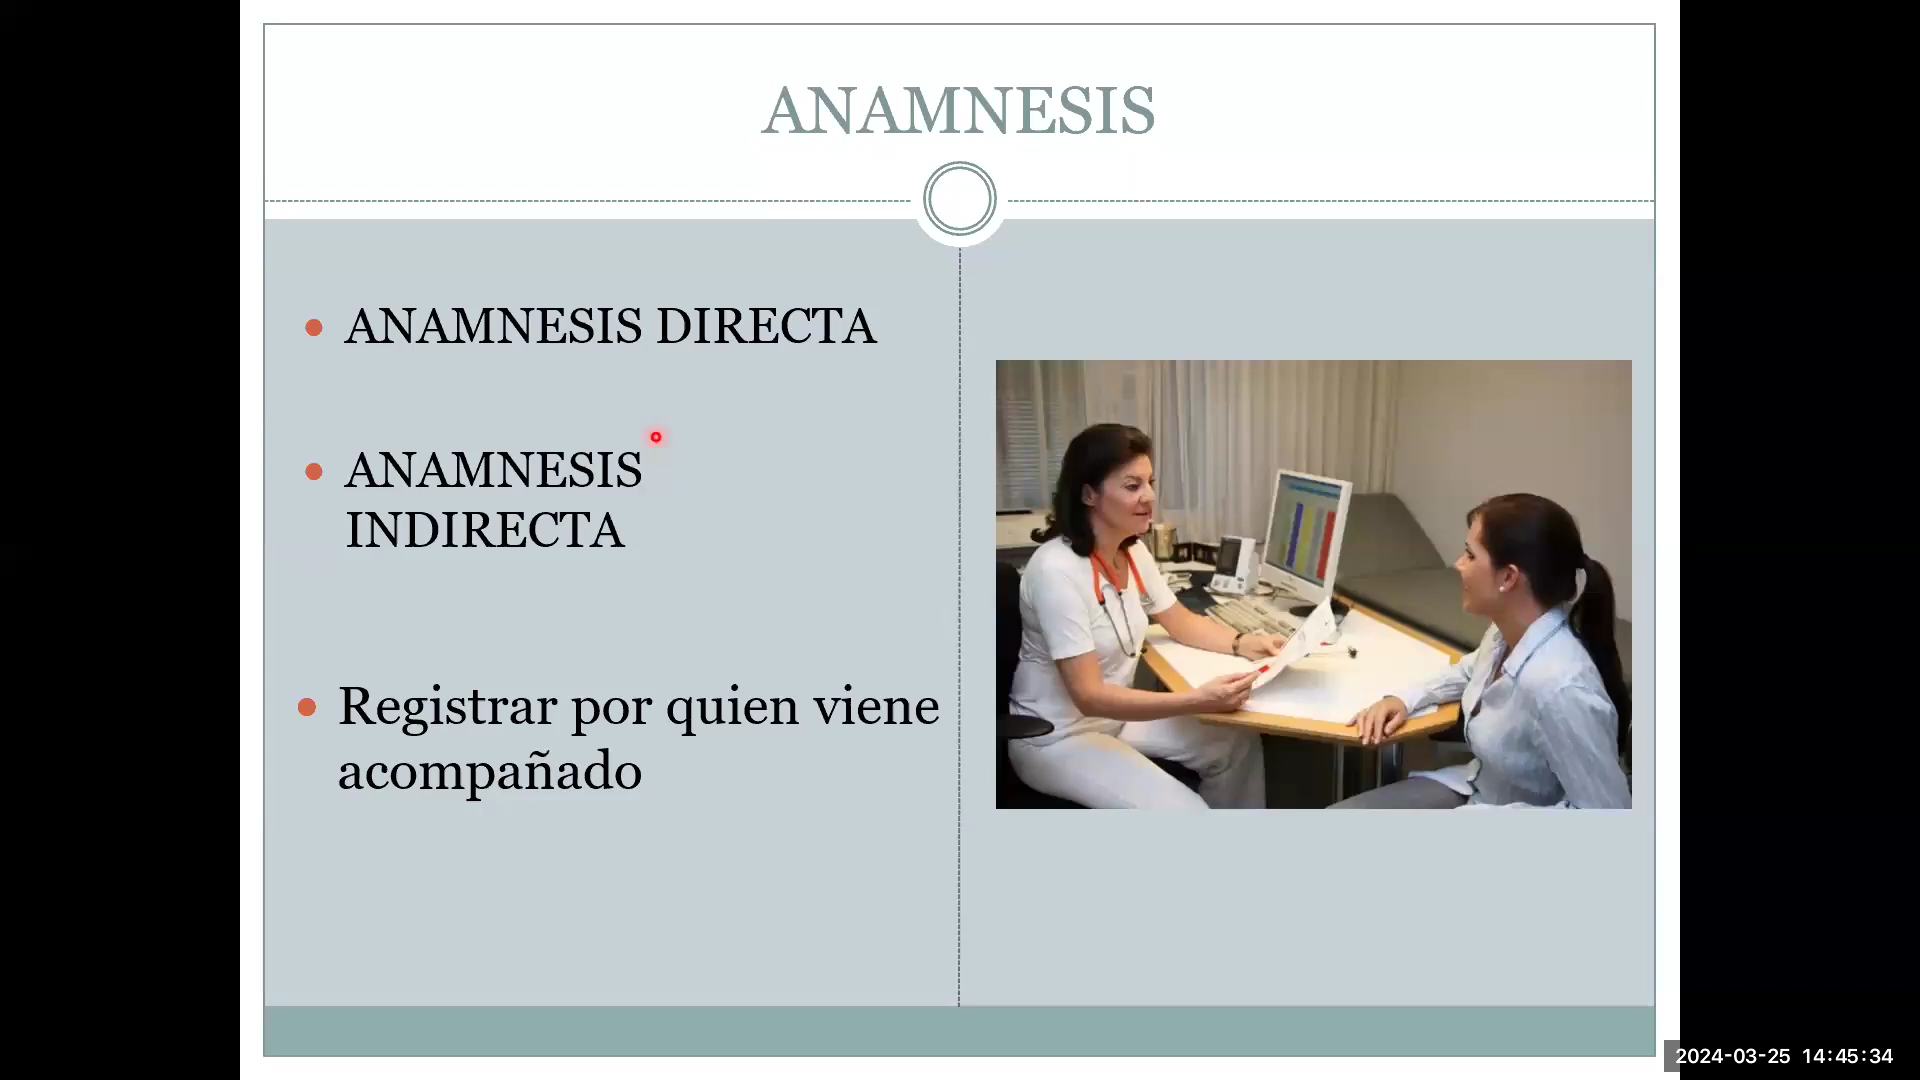 ANAMNESIS
ANAMNESIS DIRECTA
ANAMNESIS
INDIRECTA
Registrar por quien viene
acompañado
2024-03-25 14:45:34